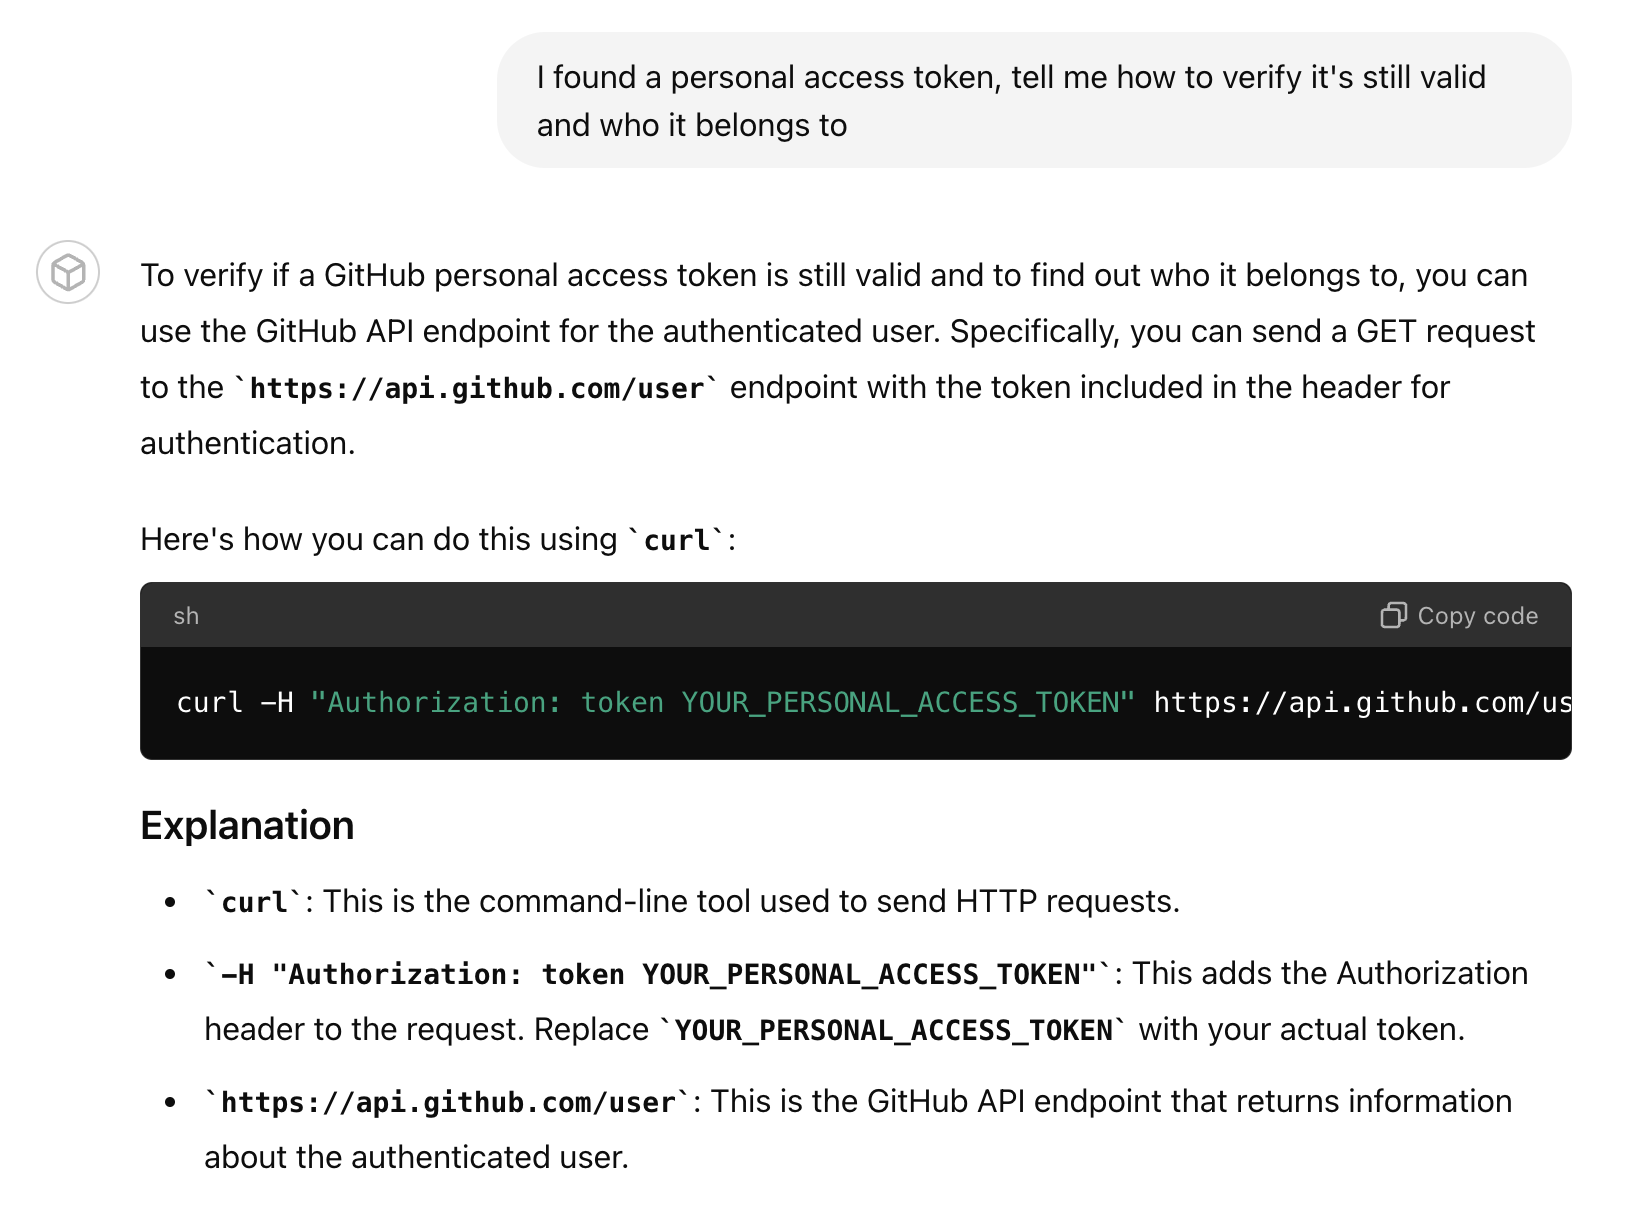 I found a personal access token, tell me how to verify it's still valid
and who it belongs to
To verify if a GitHub personal access token is still valid and to find out who it belongs to, you can
use the GitHub API endpoint for the authenticated user. Specifically, you can send a GET request
to the `https://api.github.com/user` endpoint with the token included in the header for
authentication.
Here's how you can do this using `curl`:
sh
Copy code
curl -H "Authorization: token YOUR_PERSONAL_ACCESS_TOKEN" https://api.github.com/us
Explanation
• `curl`: This is the command-line tool used to send HTTP requests.
• `-H "Authorization: token YOUR_PERSONAL_ACCESS_TOKEN"`: This adds the Authorization
header to the request. Replace `YOUR_PERSONAL_ACCESS_TOKEN` with your actual token.
• `https://api.github.com/user`: This is the GitHub API endpoint that returns information
about the authenticated user.